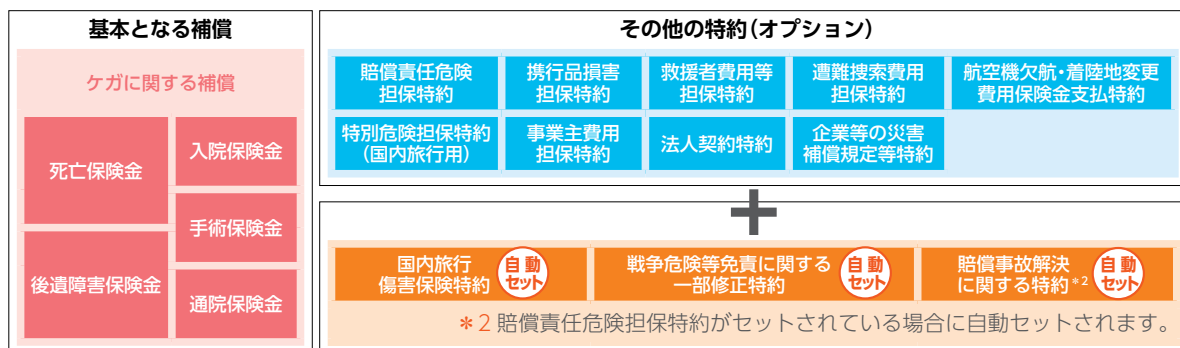 基本となる補償
ケガに関する補償
死亡保険金
後遺障害保険金
入院保険金
手術保険金
通院保険金
その他の特約(オプション)
賠償責任危険
担保特約
携行品損害
担保特約
救援者費用等
担保特約
遭難捜索費用
担保特約
航空機欠航・着陸地変更
費用保険金支払特約
特別危険担保特約
(国内旅行用)
事業主費用
担保特約
法人契約特約
企業等の災害
補償規定等特約
+
国内旅行
傷害保険特約
自動
セット
戦争危険等免責に関する
一部修正特約
自動
セット
賠償事故解決
に関する特約*2
自動
セット
*2 賠償責任危険担保特約がセットされている場合に自動セットされます。